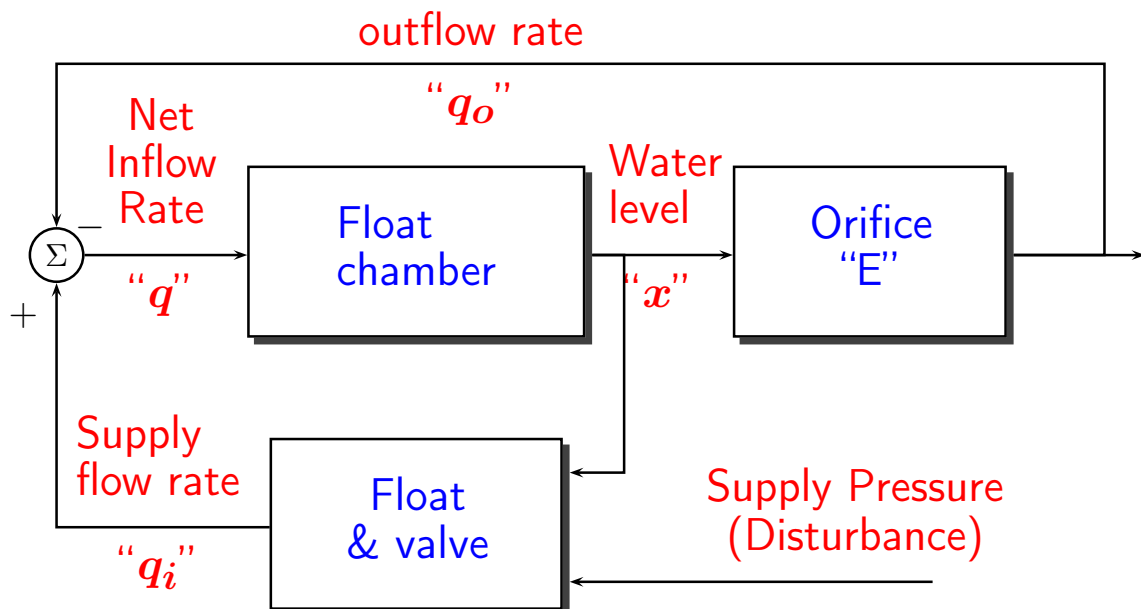 outflow rate
“qo”
Net
Inflow
Rate
“q”
−
Σ
+
Float
chamber
Water
level
“x”
Orifice
“E”
Supply
flow rate
“qi”
Float
& valve
Supply Pressure
(Disturbance)